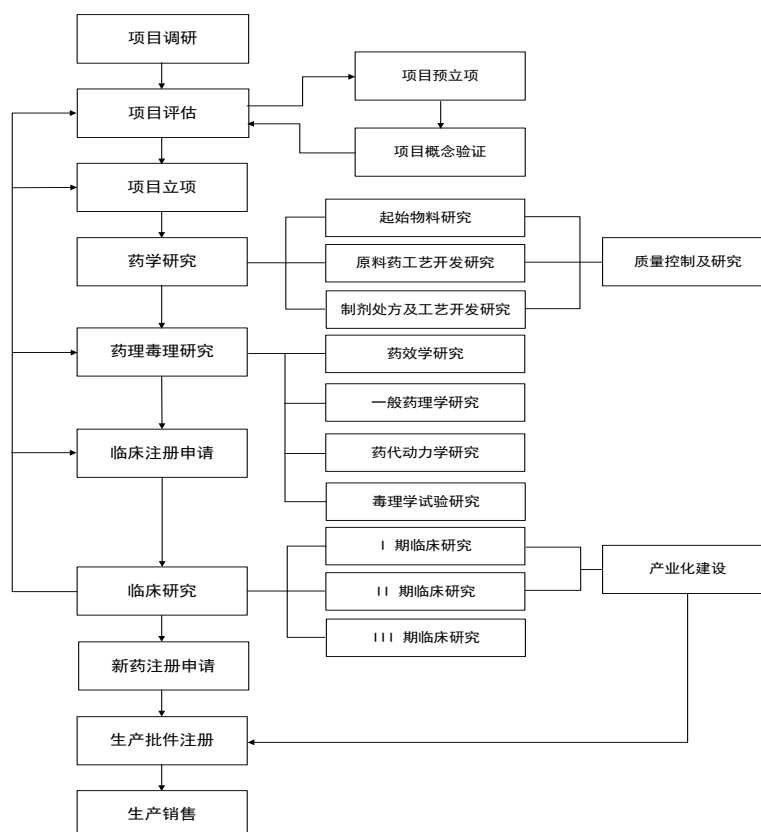 项目调研
项目预立项
项目评估
项目概念验证
项目立项
起始物料研究
药学研究
原料药工艺开发研究
质量控制及研究
制剂处方及工艺开发研究
药理毒理研究
药效学研究
一般药理学研究
临床注册申请
药代动力学研究
毒理学试验研究
I 期临床研究
产业化建设
临床研究
II 期临床研究
III 期临床研究
新药注册申请
生产批件注册
生产销售